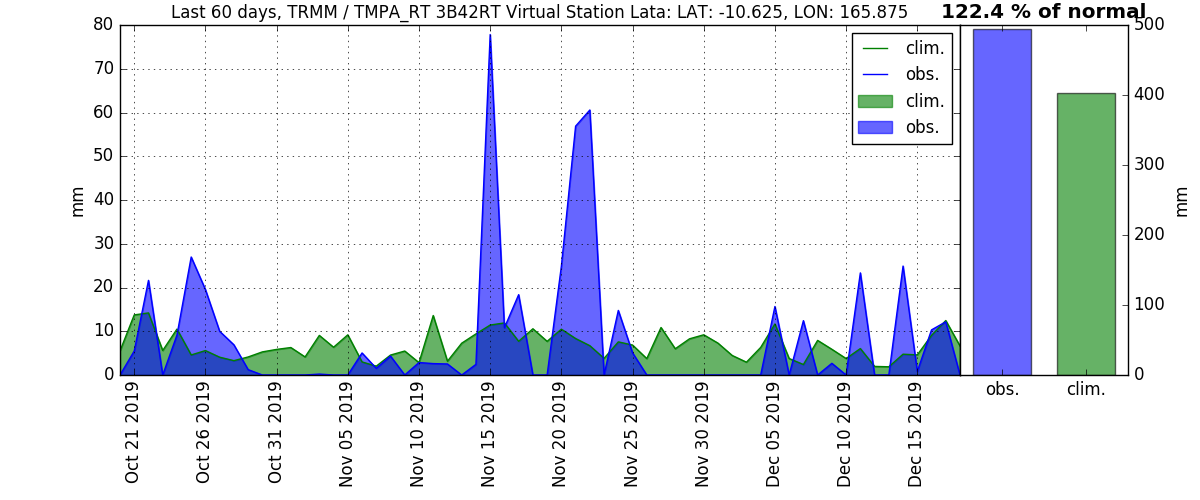 Last 60 days, TRMM / TMPA_RT 3B42RT Virtual Station Lata: LAT: -10.625, LON: 165.875
122.4 % of normal
80
70
60
50
40
30
20
10
0
mm
clim.
obs.
clim.
obs.
500
400
300
200
100
0
mm
obs.
clim.
Oct 21 2019
Oct 26 2019
Oct 31 2019
Nov 05 2019
Nov 10 2019
Nov 15 2019
Nov 20 2019
Nov 25 2019
Nov 30 2019
Dec 05 2019
Dec 10 2019
Dec 15 2019